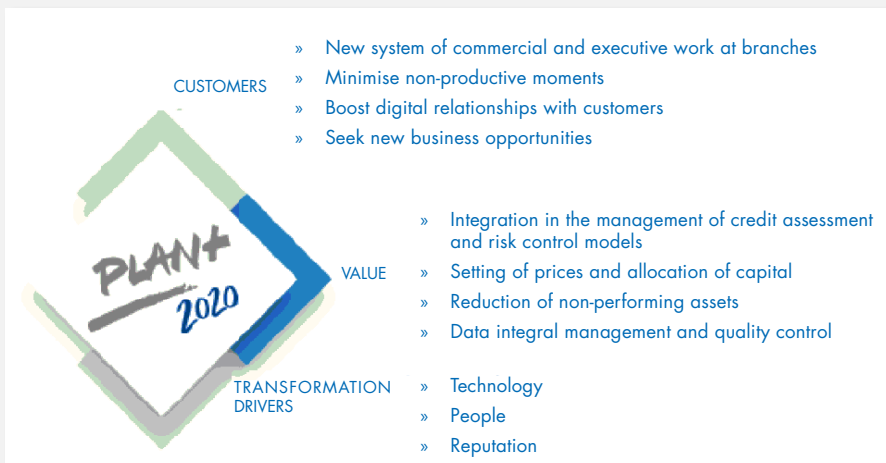 CUSTOMERS
» New system of commercial and executive work at branches
» Minimise non-productive moments
» Boost digital relationships with customers
» Seek new business opportunities
PLAN+
2020
VALUE
» Integration in the management of credit assessment
and risk control models
» Setting of prices and allocation of capital
» Reduction of non-performing assets
» Data integral management and quality control
TRANSFORMATION
DRIVERS
» Technology
» People
» Reputation